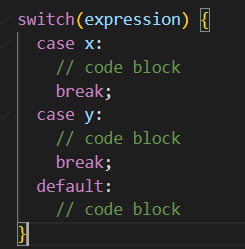 switch(expression) {
  case x:
    // code block
    break;
  case y:
    // code block
    break;
  default:
    // code block
}